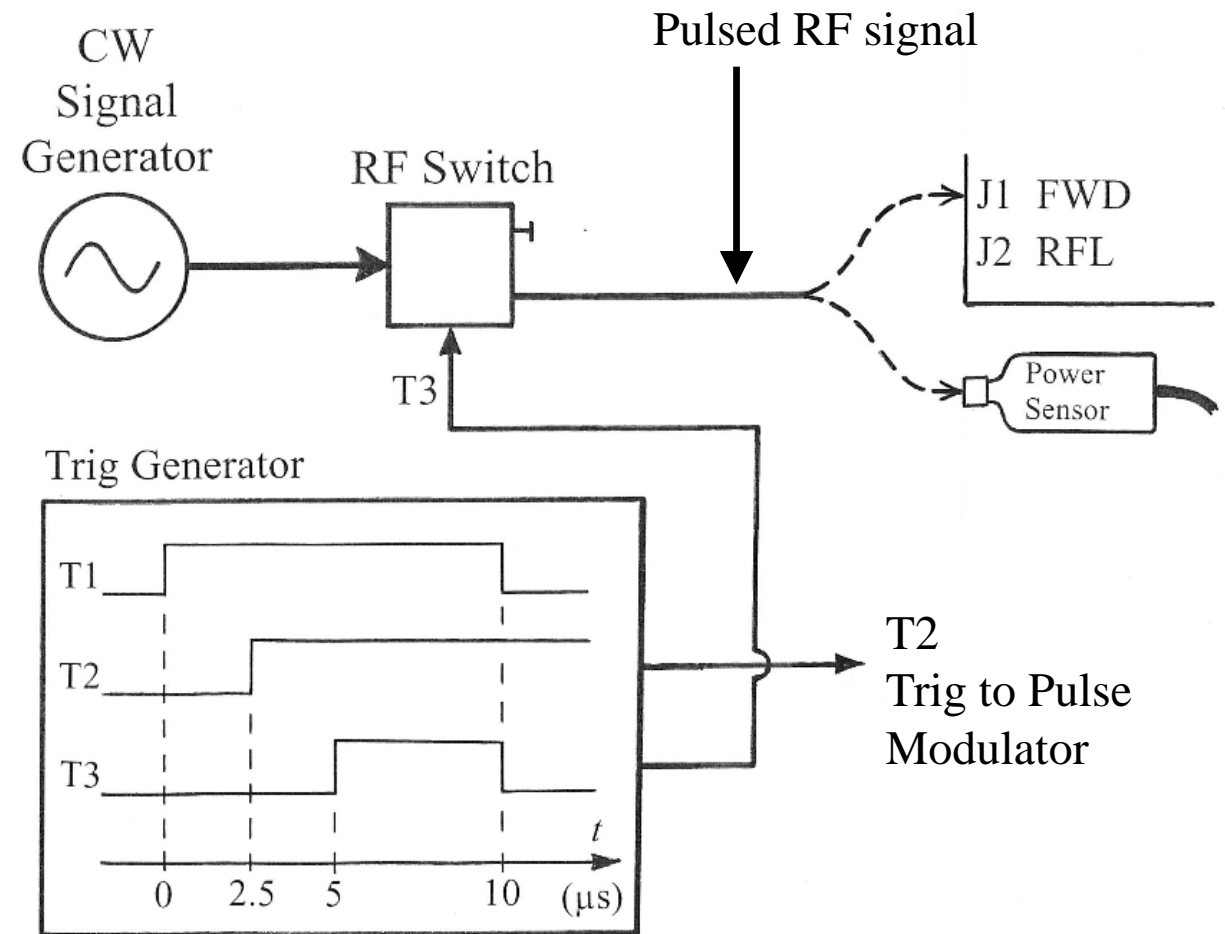 Pulsed RF signal
CW
Signal
Generator
RF Switch
J1 FWD
J2 RFL
T3
Power
Sensor
Trig Generator
T1
T2
T3
t
0 2.5 5 10 (μs)
T2
Trig to Pulse
Modulator